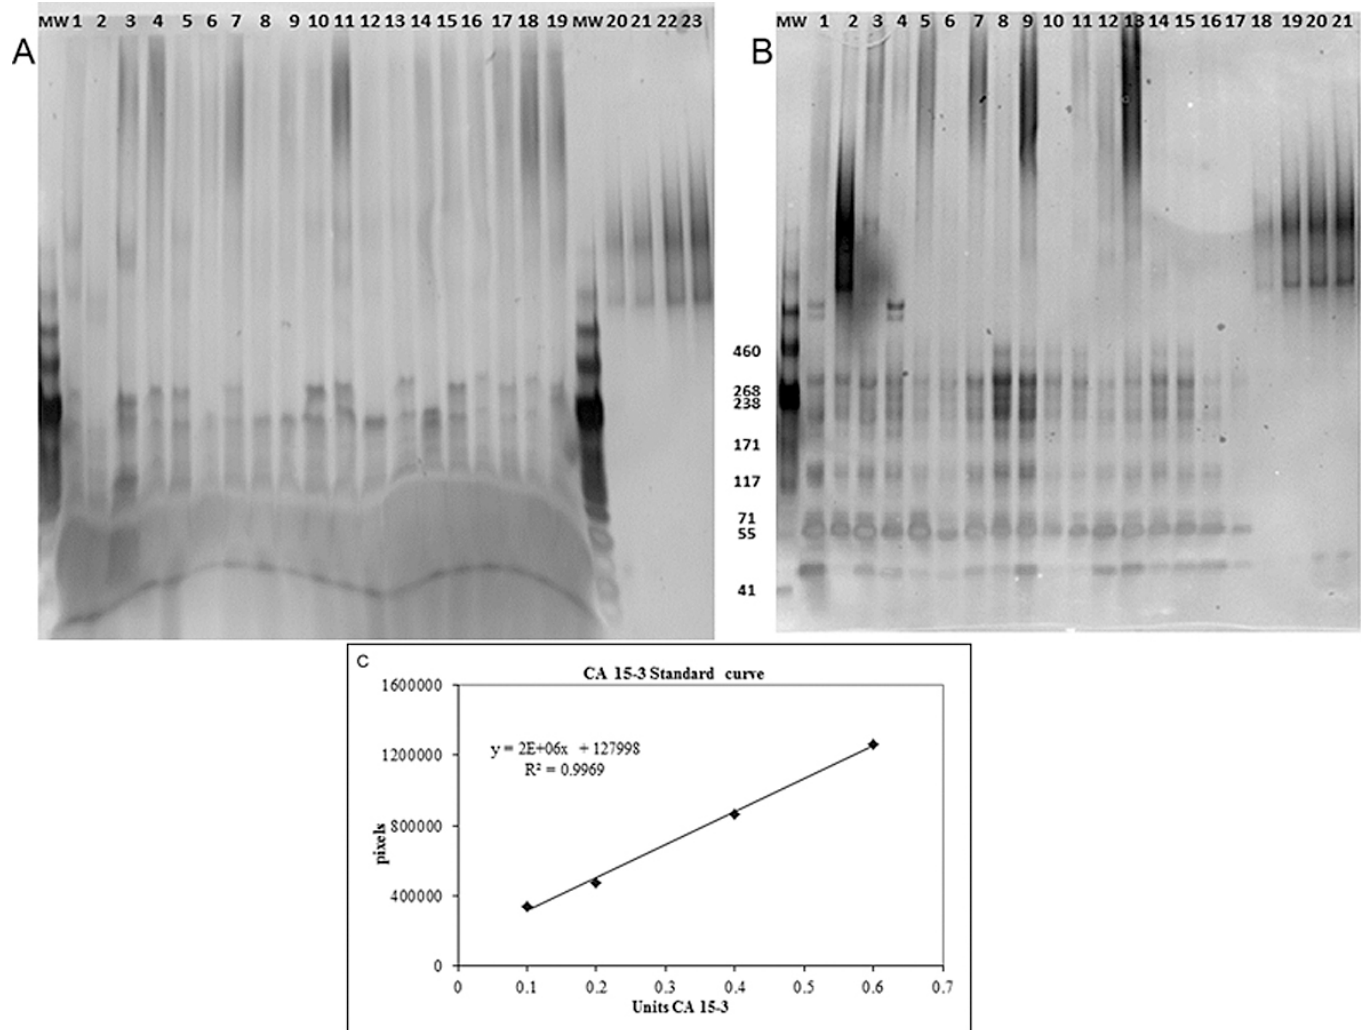 MW 1 2 3 4 5 6 7 8 9 10 11 12 13 14 15 16 17 18 19 MW 20 21 22 23
A
MW 1 2 3 4 5 6 7 8 9 10 11 12 13 14 15 16 17 18 19 20 21
B
460
268
238
171
117
71
55
41
C
CA 15-3 Standard curve
1600000
1200000
800000
400000
0
pixels
y = 2E+06x + 127998
R² = 0.9969
0 0.1 0.2 0.3 0.4 0.5 0.6 0.7
Units CA 15-3